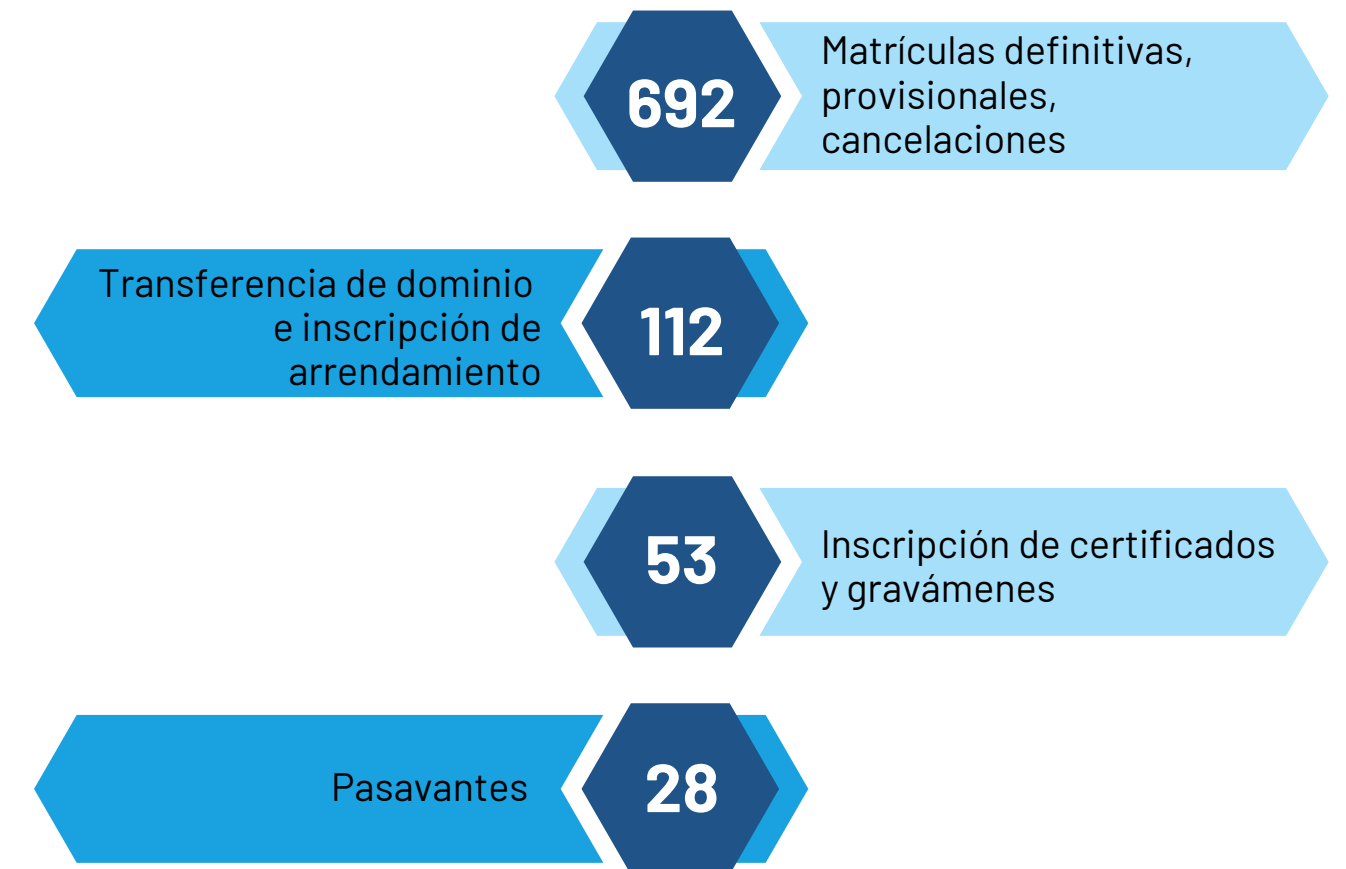 692
Matrículas definitivas,
provisionales,
cancelaciones
Transferencia de dominio
e inscripción de
arrendamiento
112
53
Inscripción de certificados
y gravámenes
Pasavantes
28